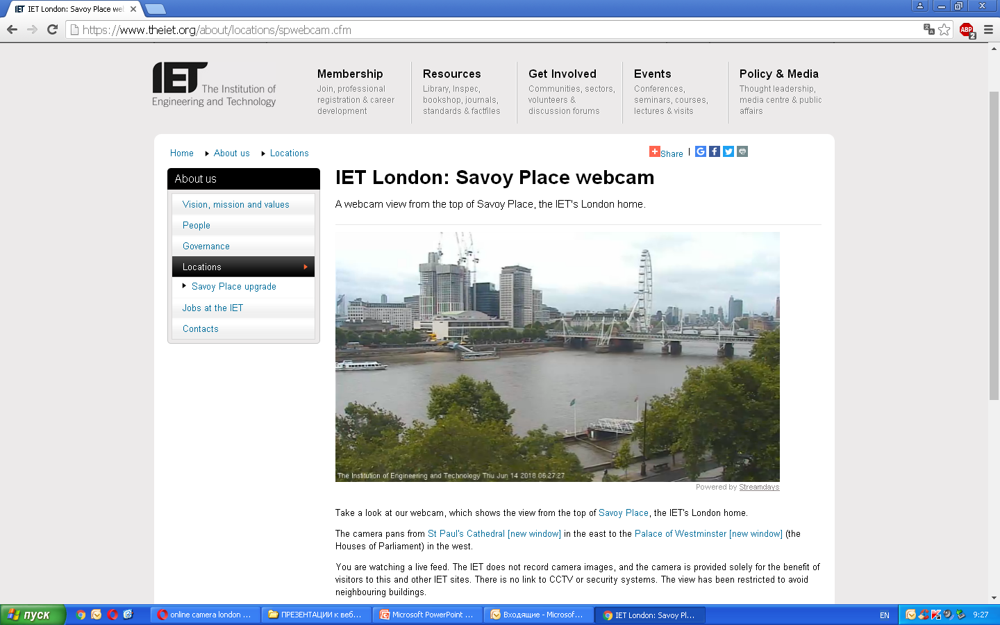 IET London: Savoy Place we
https://www.theiet.org/about/locations/spwebcam.cfm
ABP
2
IET The Institution of
Engineering and Technology
Membership
Join, professional
registration & career
development
Resources
Library, Inspec,
bookshop, journals,
standards & factfiles
Get Involved
Communities, sectors,
volunteers &
discussion forums
Events
Conferences,
seminars, courses,
lectures & visits
Policy & Media
Thought leadership,
media centre & public
affairs
Home About us Locations
Share |
About us
Vision, mission and values
People
Governance
Locations
Savoy Place upgrade
Jobs at the IET
Contacts
IET London: Savoy Place webcam
A webcam view from the top of Savoy Place, the IET's London home.
The Institution of Engineering and Technology Thu Jun 14 2018 06:27:27
Powered by Streamdays
Take a look at our webcam, which shows the view from the top of Savoy Place, the IET's London home.
The camera pans from St Paul's Cathedral [new window] in the east to the Palace of Westminster [new window] (the
Houses of Parliament) in the west.
You are watching a live feed. The IET does not record camera images, and the camera is provided solely for the benefit of
visitors to this and other IET sites. There is no link to CCTV or security systems. The view has been restricted to avoid
neighbouring buildings.
пуск
online camera london ...
ПРЕЗЕНТАЦИИ к веб...
Microsoft PowerPoint ...
Входящие - Microsof...
IET London: Savoy Pl...
EN
9:27